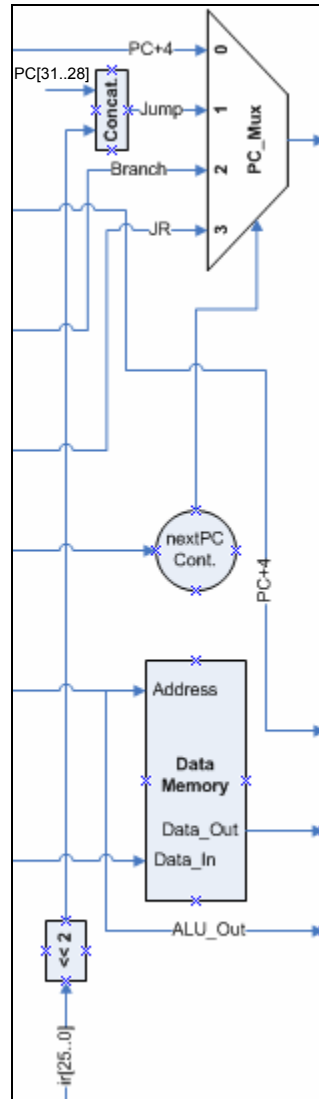 PC+4
0
PC[31..28]
Concat.
Jump
1
PC_Mux
Branch
2
JR
3
nextPC
Cont.
PC+4
Address
Data
Memory
Data_Out
Data_In
ALU_Out
<< 2
ir[25..0]